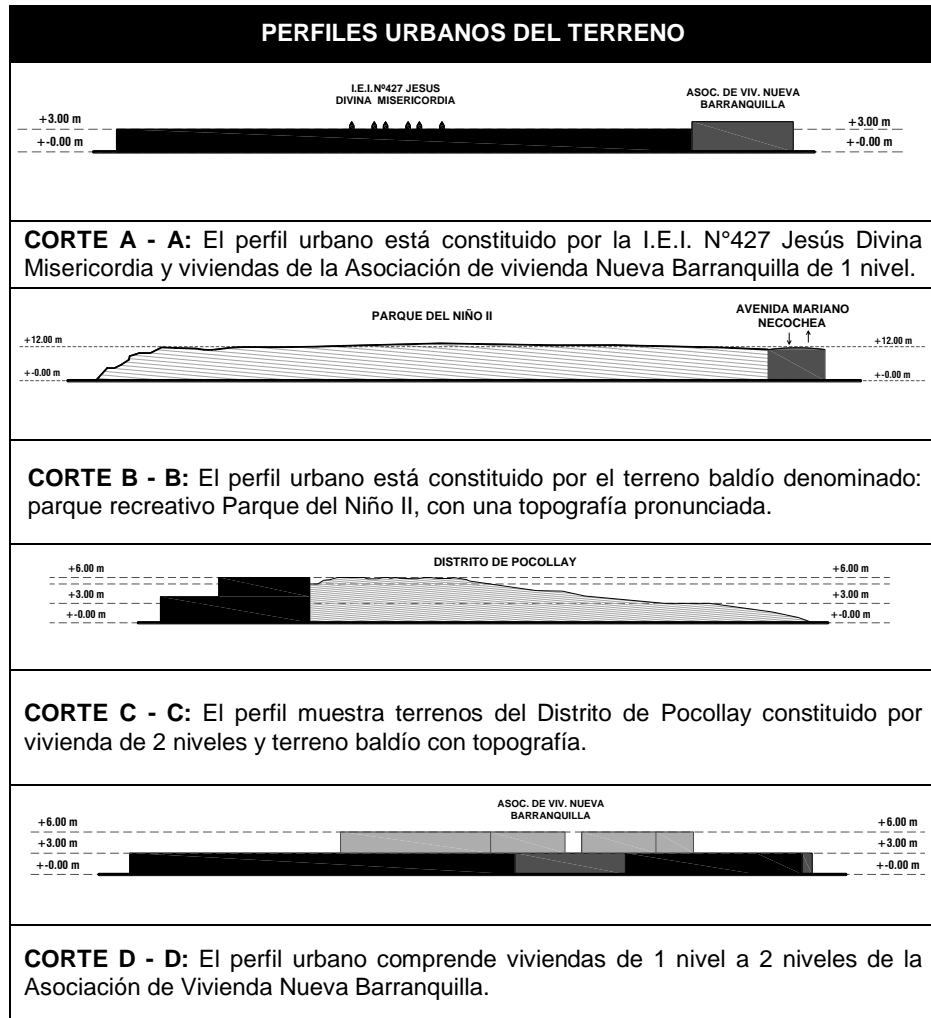 PERFILES URBANOS DEL TERRENO
I.E.I.Nº427 JESUS
DIVINA MISERICORDIA
ASOC. DE VIV. NUEVA
BARRANQUILLA
+3.00 m
+3.00 m
+-0.00 m
+-0.00 m
CORTE A - A: El perfil urbano está constituido por la I.E.I. N°427 Jesús Divina
Misericordia y viviendas de la Asociación de vivienda Nueva Barranquilla de 1 nivel.
PARQUE DEL NIÑO II
AVENIDA MARIANO
NECOCHEA
+12.00 m
+12.00 m
+-0.00 m
+-0.00 m
CORTE B - B: El perfil urbano está constituido por el terreno baldío denominado:
parque recreativo Parque del Niño II, con una topografía pronunciada.
DISTRITO DE POCOLLAY
+6.00 m
+6.00 m
+3.00 m
+3.00 m
+-0.00 m
+-0.00 m
CORTE C - C: El perfil muestra terrenos del Distrito de Pocollay constituido por
vivienda de 2 niveles y terreno baldío con topografía.
ASOC. DE VIV. NUEVA
BARRANQUILLA
+6.00 m
+6.00 m
+3.00 m
+3.00 m
+-0.00 m
+-0.00 m
CORTE D - D: El perfil urbano comprende viviendas de 1 nivel a 2 niveles de la
Asociación de Vivienda Nueva Barranquilla.